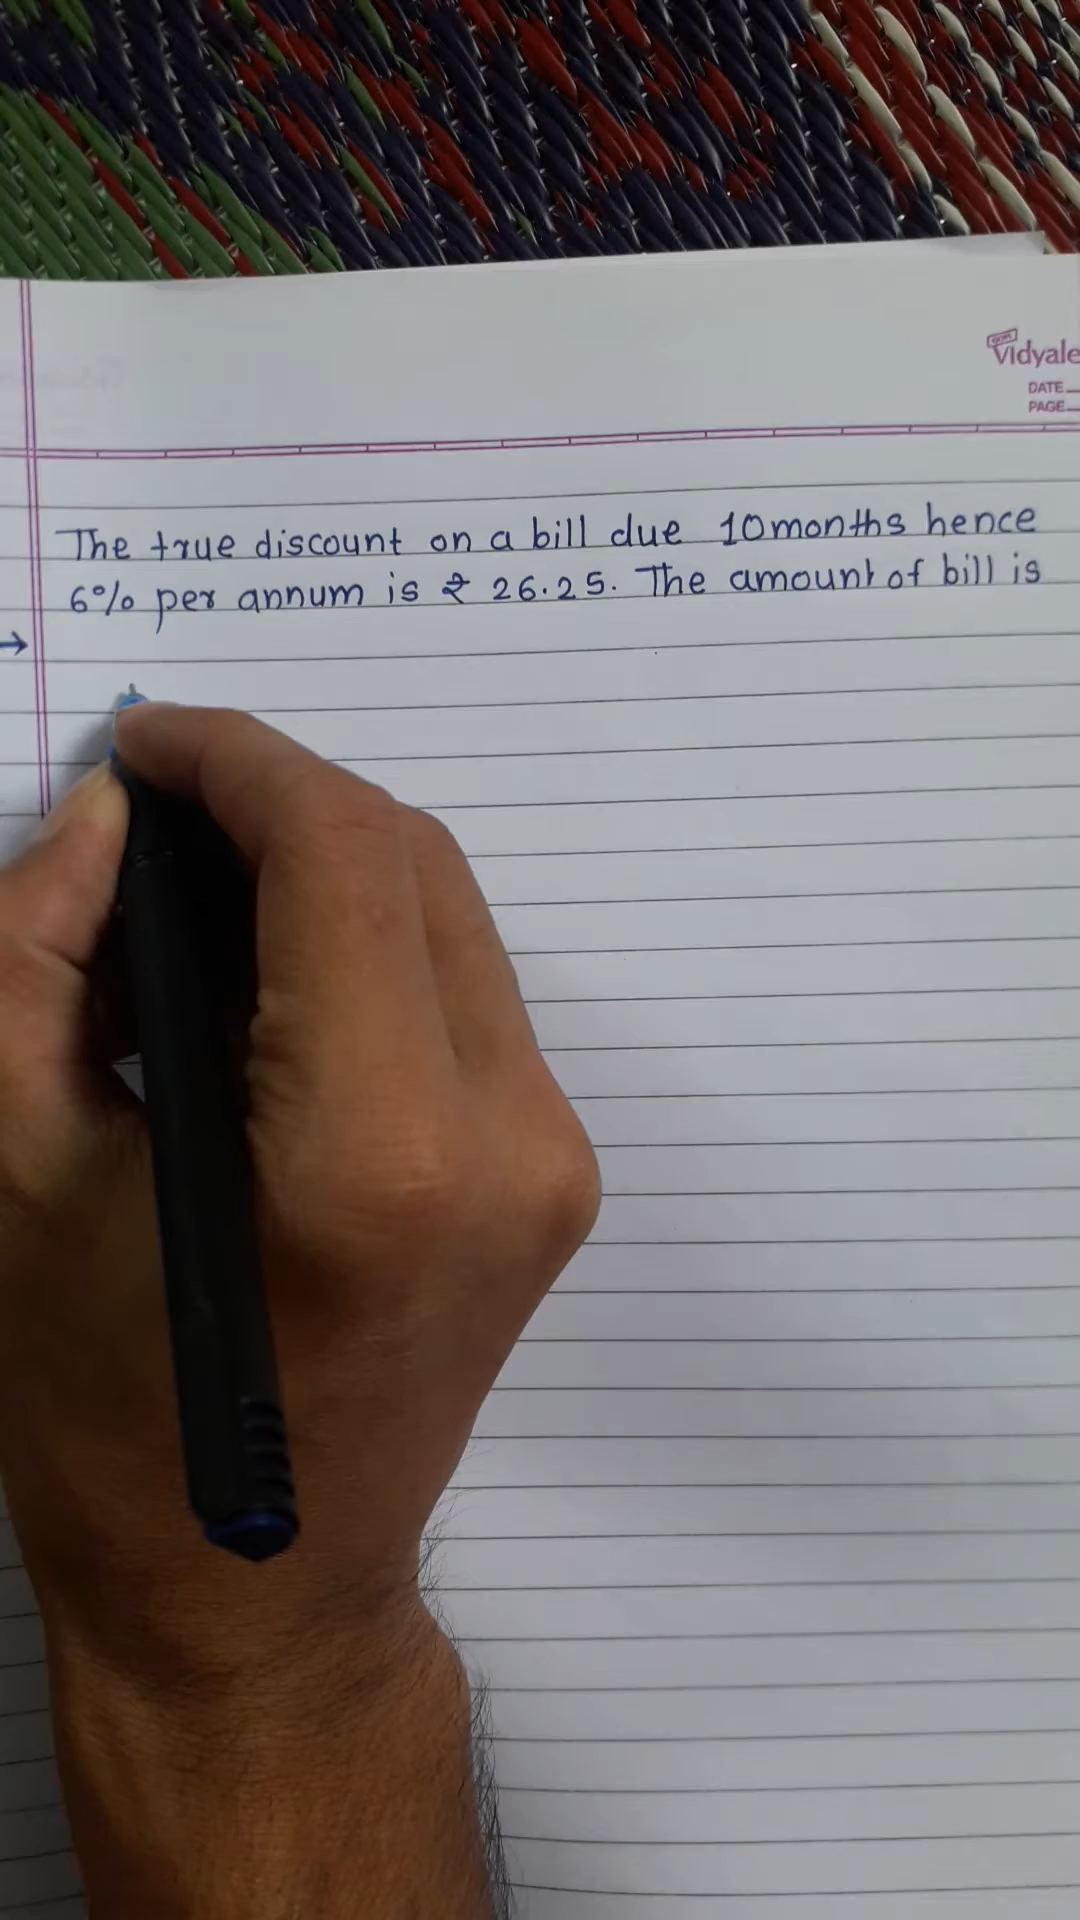 Vidyale
DATE
PAGE
The true discount on a bill due 10 months hence
6% per annum is ₹ 26.25. The amount of bill is
→